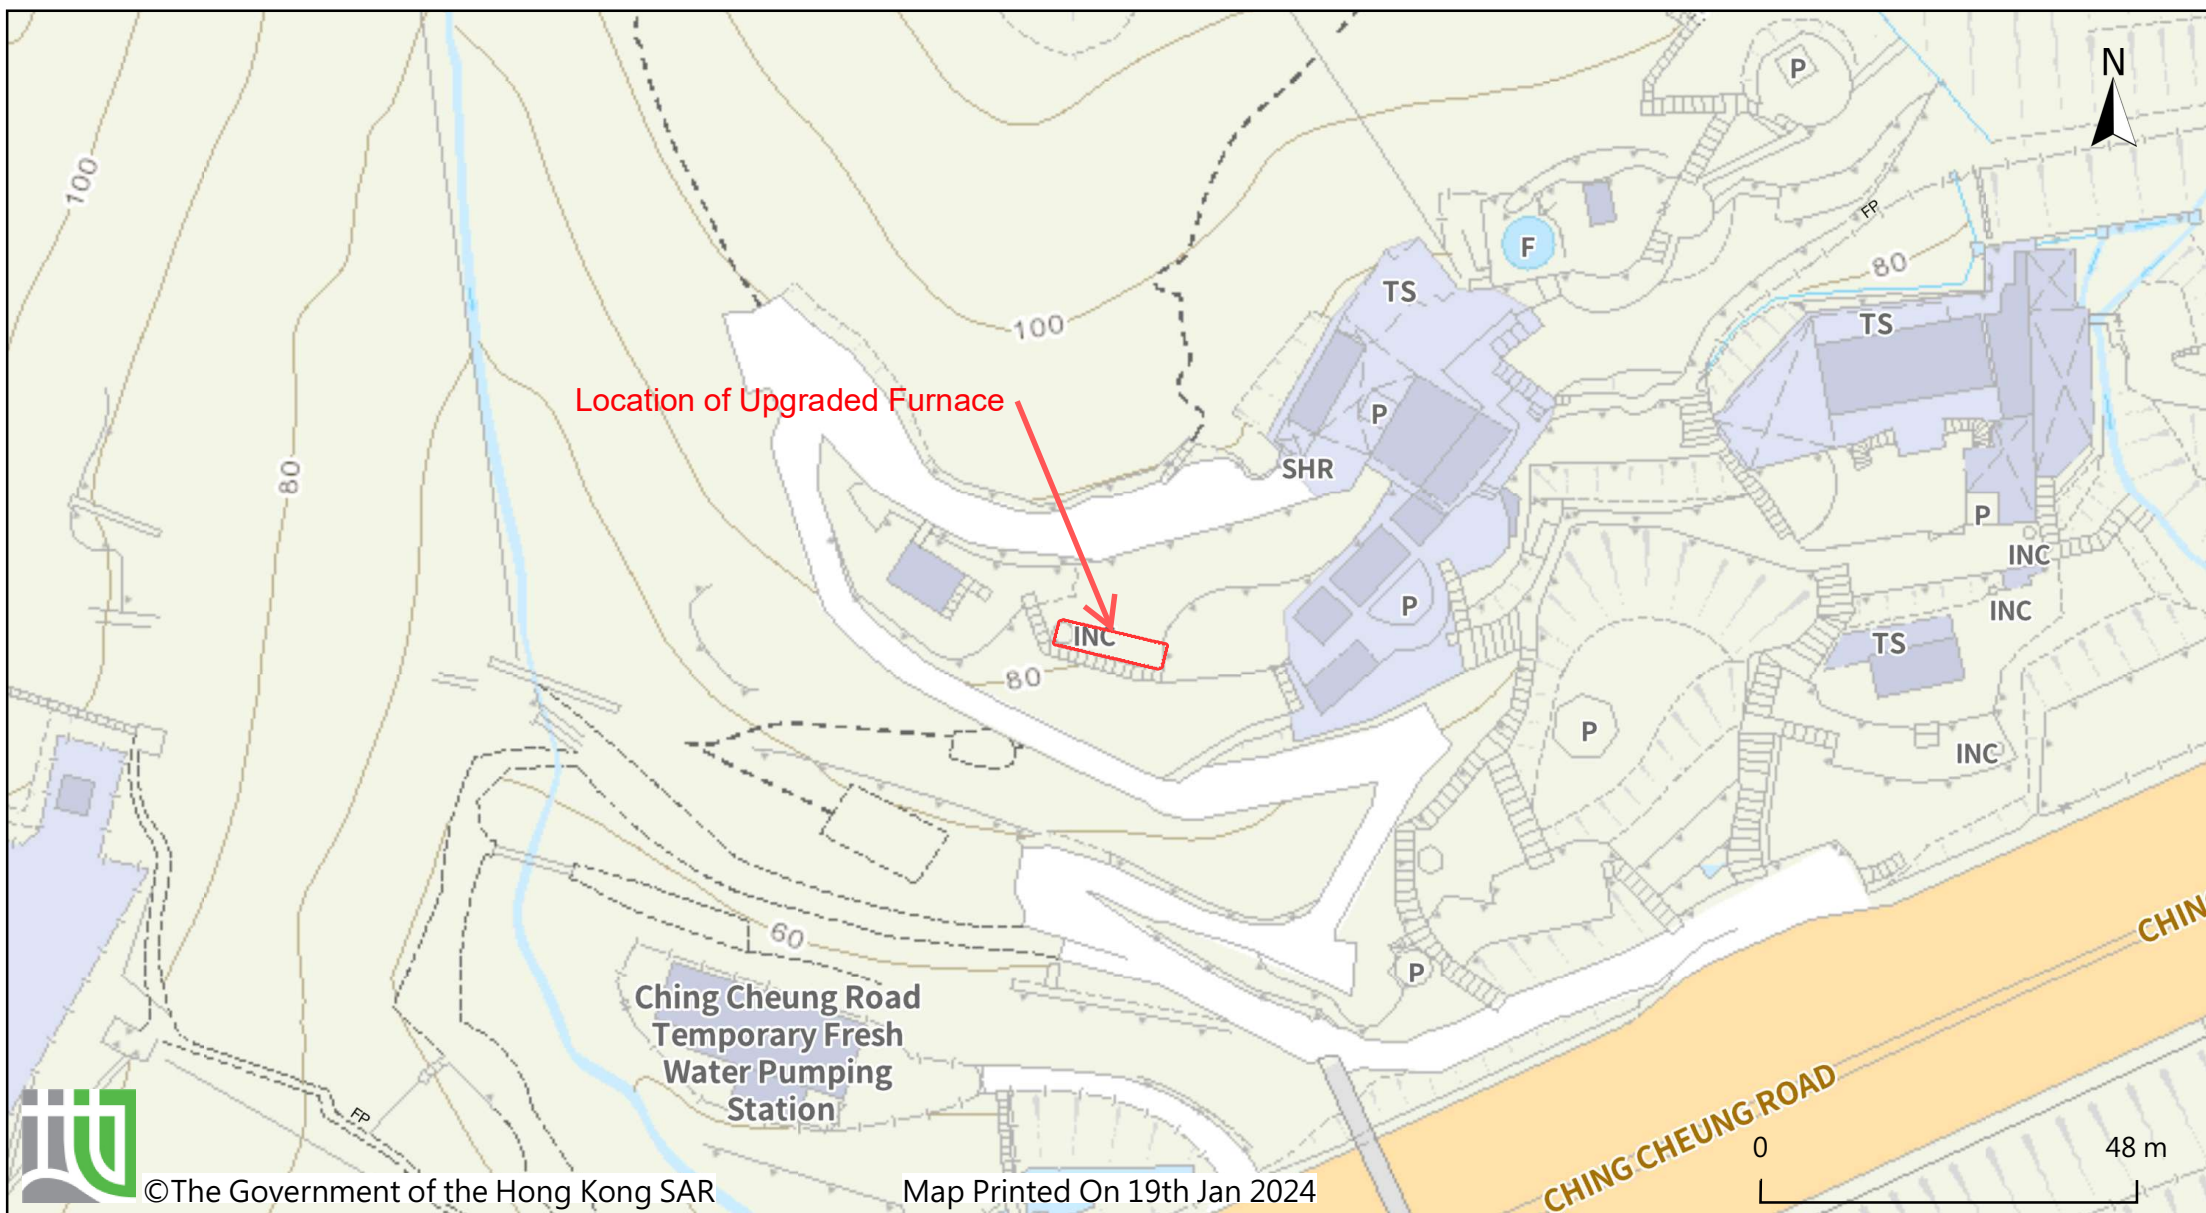 N
P
FP
100
F
80
TS
TS
100
Location of Upgraded Furnace
P
SHR
80
P
INC
P
INC
INC
TS
80
P
INC
60
P
CHING
Ching Cheung Road
Temporary Fresh
Water Pumping
Station
FP
CHING CHEUNG ROAD
0 48 m
©The Government of the Hong Kong SAR
Map Printed On 19th Jan 2024